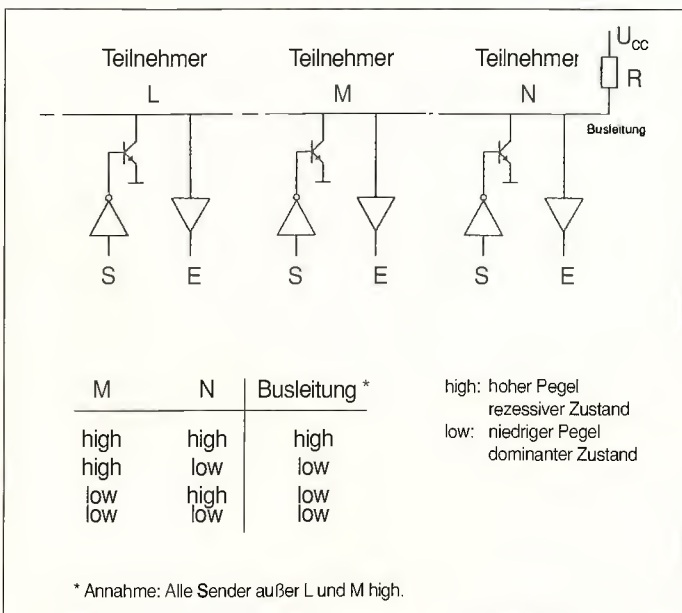 U_CC
Teilnehmer Teilnehmer Teilnehmer
R
L M N
Busleitung
S E S E S E
M N Busleitung *
high high high
high low low
low high low
low low low
high: hoher Pegel
rezessiver Zustand
low: niedriger Pegel
dominanter Zustand
* Annahme: Alle Sender außer L und M high.